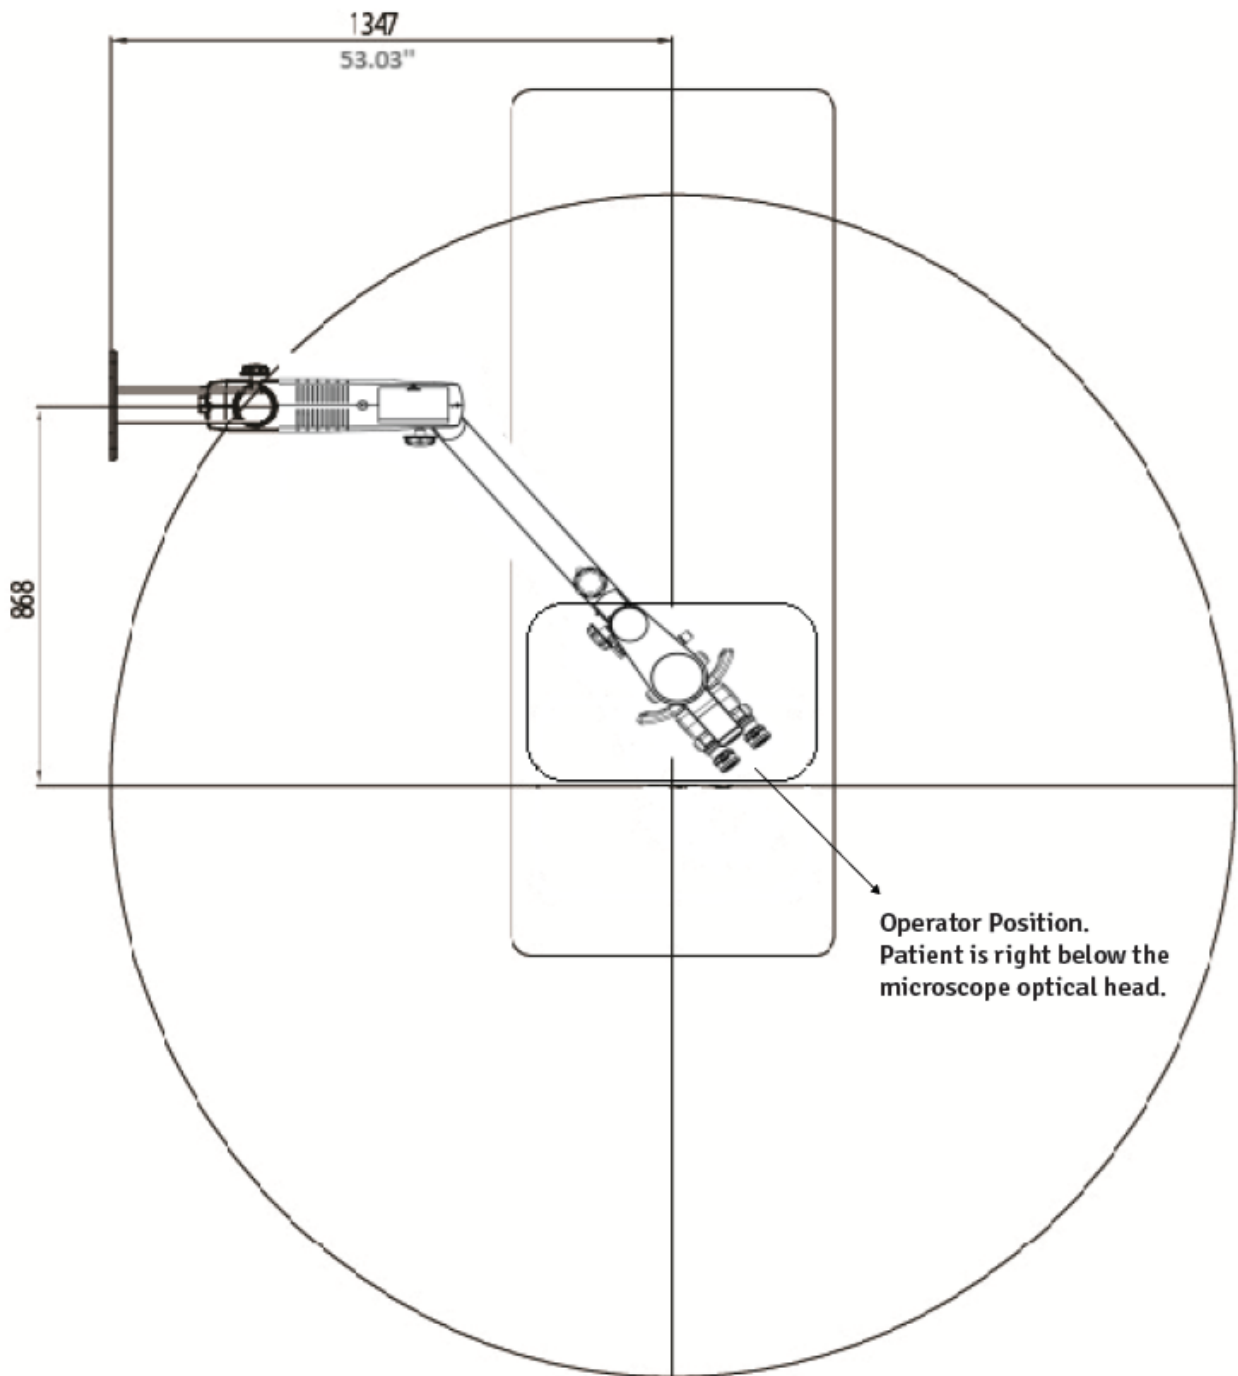 1347
53.03"
868
Operator Position.
Patient is right below the
microscope optical head.